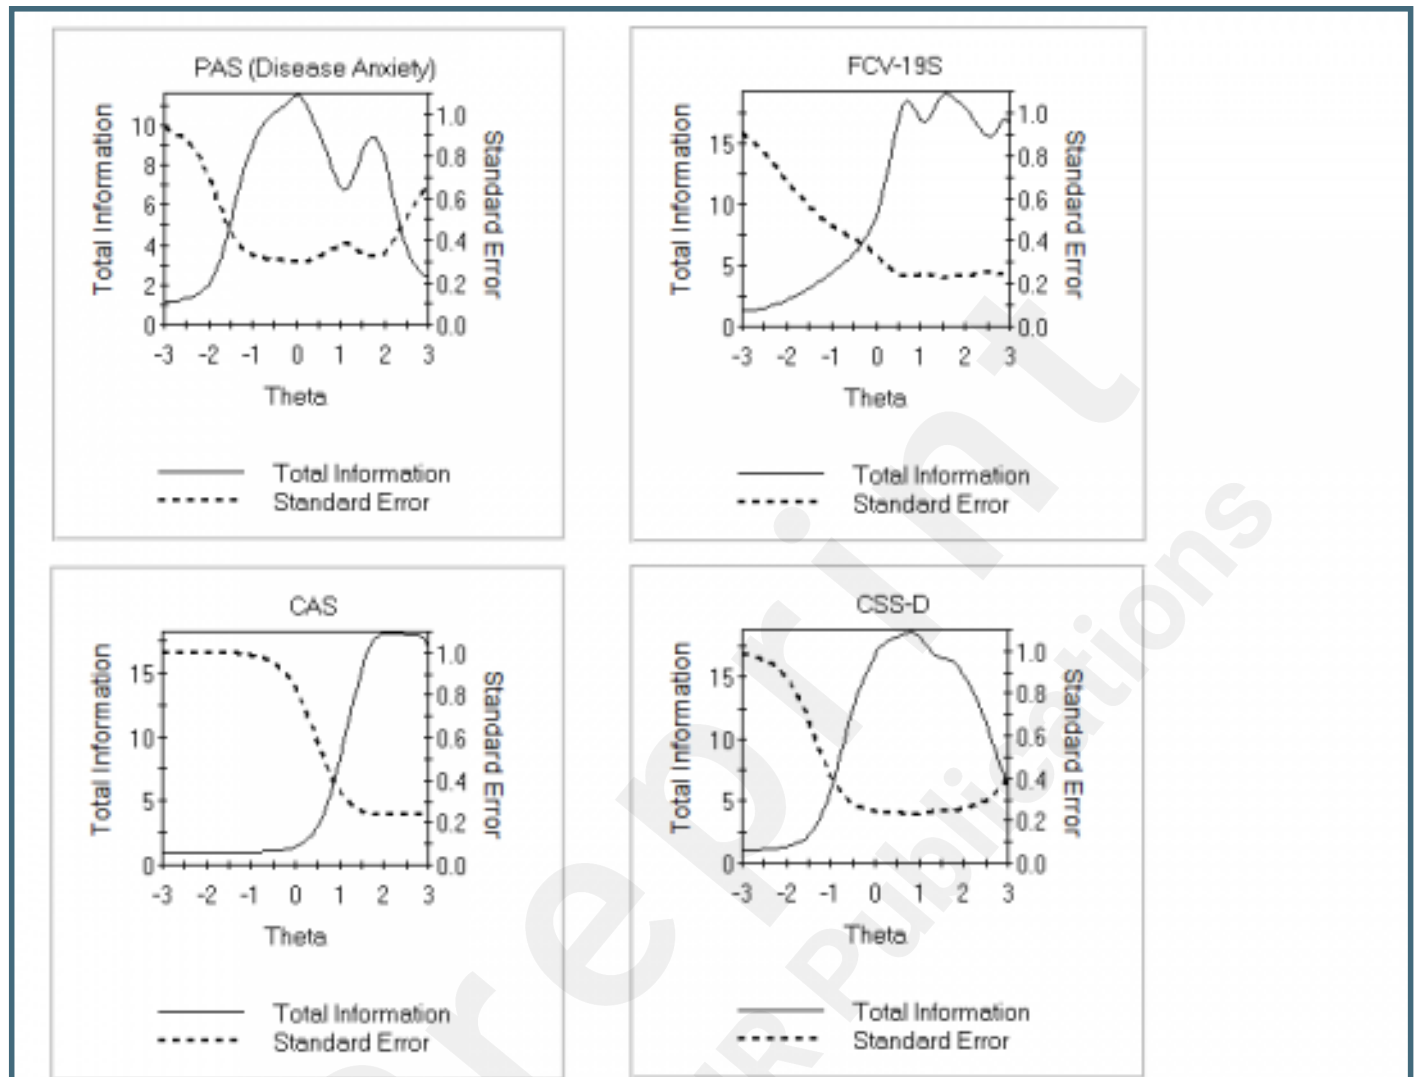 PAS (Disease Anxiety)
Total Information
10
8
6
4
2
0
1.0
0.8
0.6
0.4
0.2
0.0
Standard Error
-3 -2 -1 0 1 2 3
Theta
Total Information
Standard Error
FCV-19S
Total Information
15
10
5
0
1.0
0.8
0.6
0.4
0.2
0.0
Standard Error
-3 -2 -1 0 1 2 3
Theta
Total Information
Standard Error
CAS
Total Information
15
10
5
0
1.0
0.8
0.6
0.4
0.2
0.0
Standard Error
-3 -2 -1 0 1 2 3
Theta
Total Information
Standard Error
CSS-D
Total Information
15
10
5
0
1.0
0.8
0.6
0.4
0.2
0.0
Standard Error
-3 -2 -1 0 1 2 3
Theta
Total Information
Standard Error
reprint
R Publications